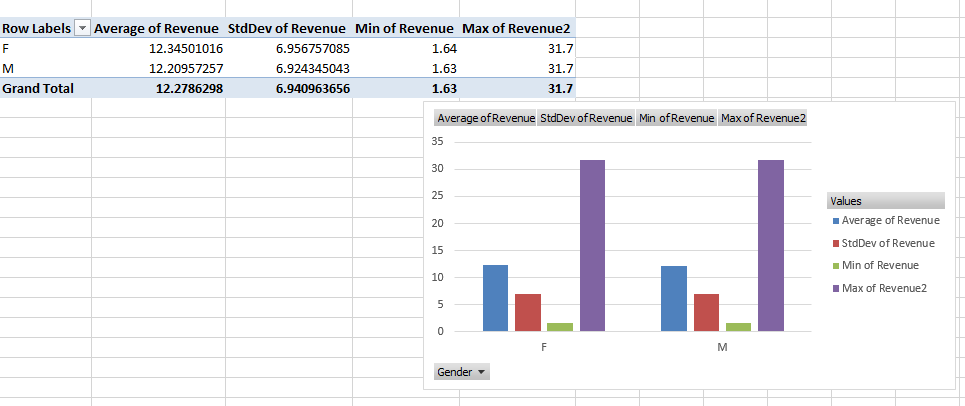 Row Labels Average of Revenue StdDev of Revenue Min of Revenue Max of Revenue2
F 12.34501016 6.956757085 1.64 31.7
M 12.20957257 6.924345043 1.63 31.7
Grand Total 12.2786298 6.940963656 1.63 31.7
Average of Revenue StdDev of Revenue Min of Revenue Max of Revenue2
35
30
25
20
15
10
5
0
F M
Values
Average of Revenue
StdDev of Revenue
Min of Revenue
Max of Revenue2
Gender